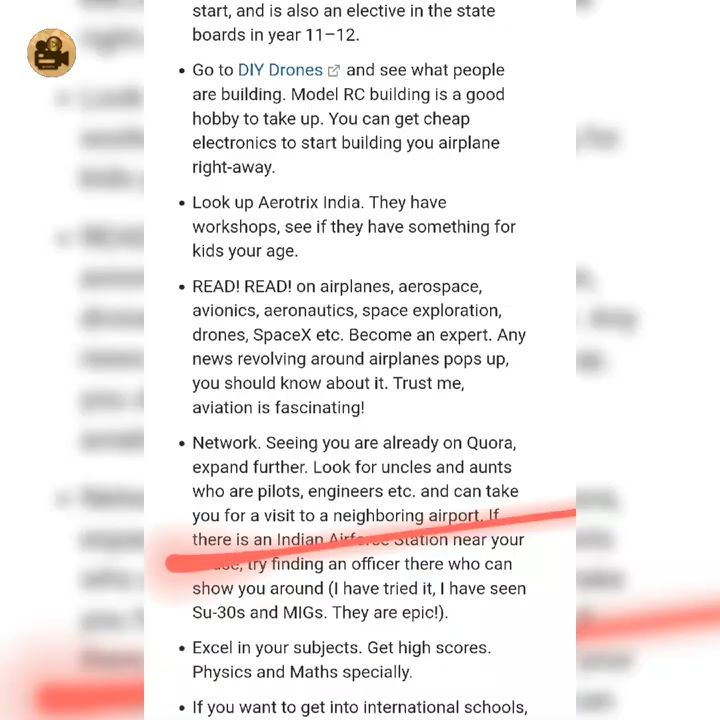 start, and is also an elective in the state
boards in year 11–12.
• Go to DIY Drones and see what people
are building. Model RC building is a good
hobby to take up. You can get cheap
electronics to start building you airplane
right-away.
• Look up Aerotrix India. They have
workshops, see if they have something for
kids your age.
• READ! READ! on airplanes, aerospace,
avionics, aeronautics, space exploration,
drones, SpaceX etc. Become an expert. Any
news revolving around airplanes pops up,
you should know about it. Trust me,
aviation is fascinating!
• Network. Seeing you are already on Quora,
expand further. Look for uncles and aunts
who are pilots, engineers etc. and can take
you for a visit to a neighboring airport. If
there is an Indian Airforce Station near your
try finding an officer there who can
show you around (I have tried it, I have seen
Su-30s and MIGs. They are epic!).
• Excel in your subjects. Get high scores.
Physics and Maths specially.
• If you want to get into international schools,